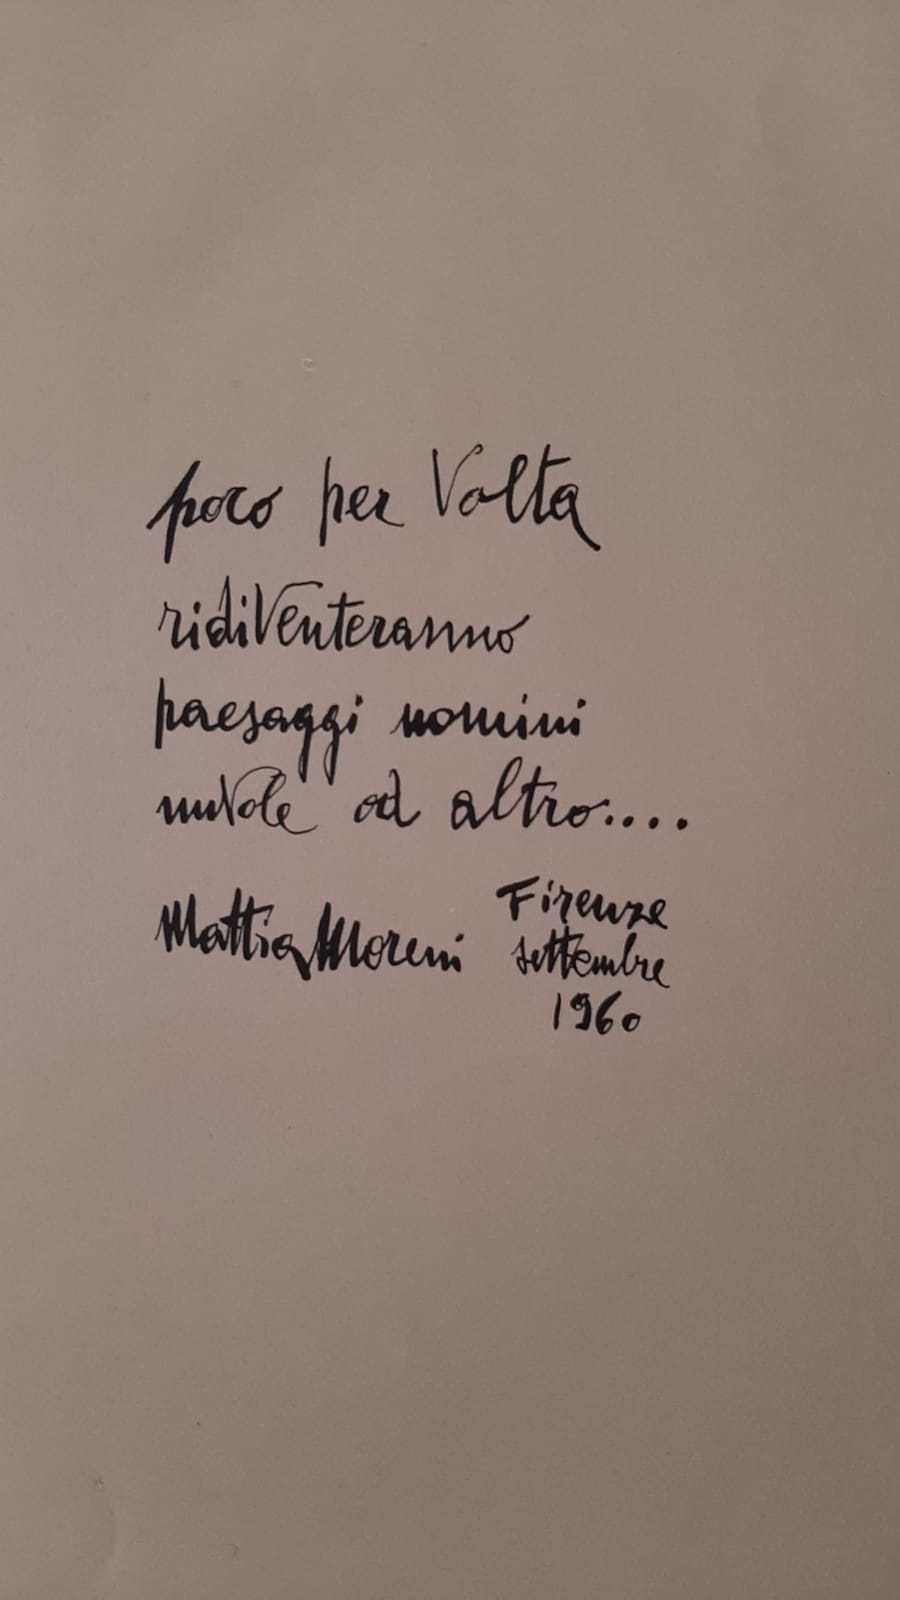 poco per Volta
ridiventeranno
paesaggi uomini
nuvole od altro....
Mattia Moreni Firenze
settembre
1960